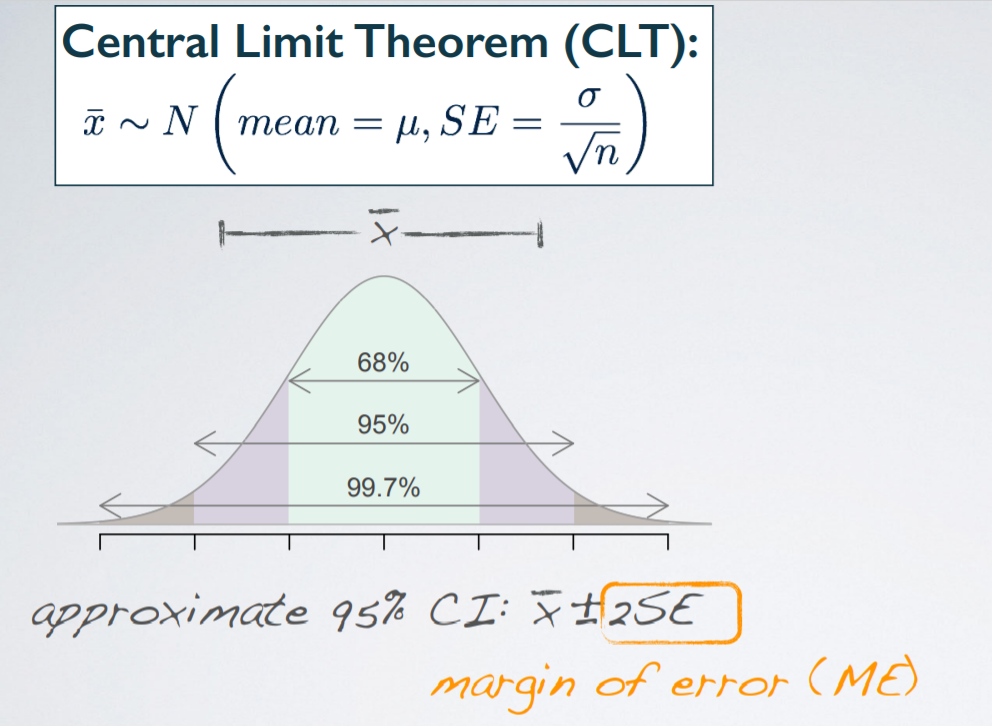 Central Limit Theorem (CLT):
x̄ ~ N (mean = μ, SE = σ/√n)
x̄
68%
95%
99.7%
approximate 95% CI: x̄ ± 2SE
margin of error (ME)